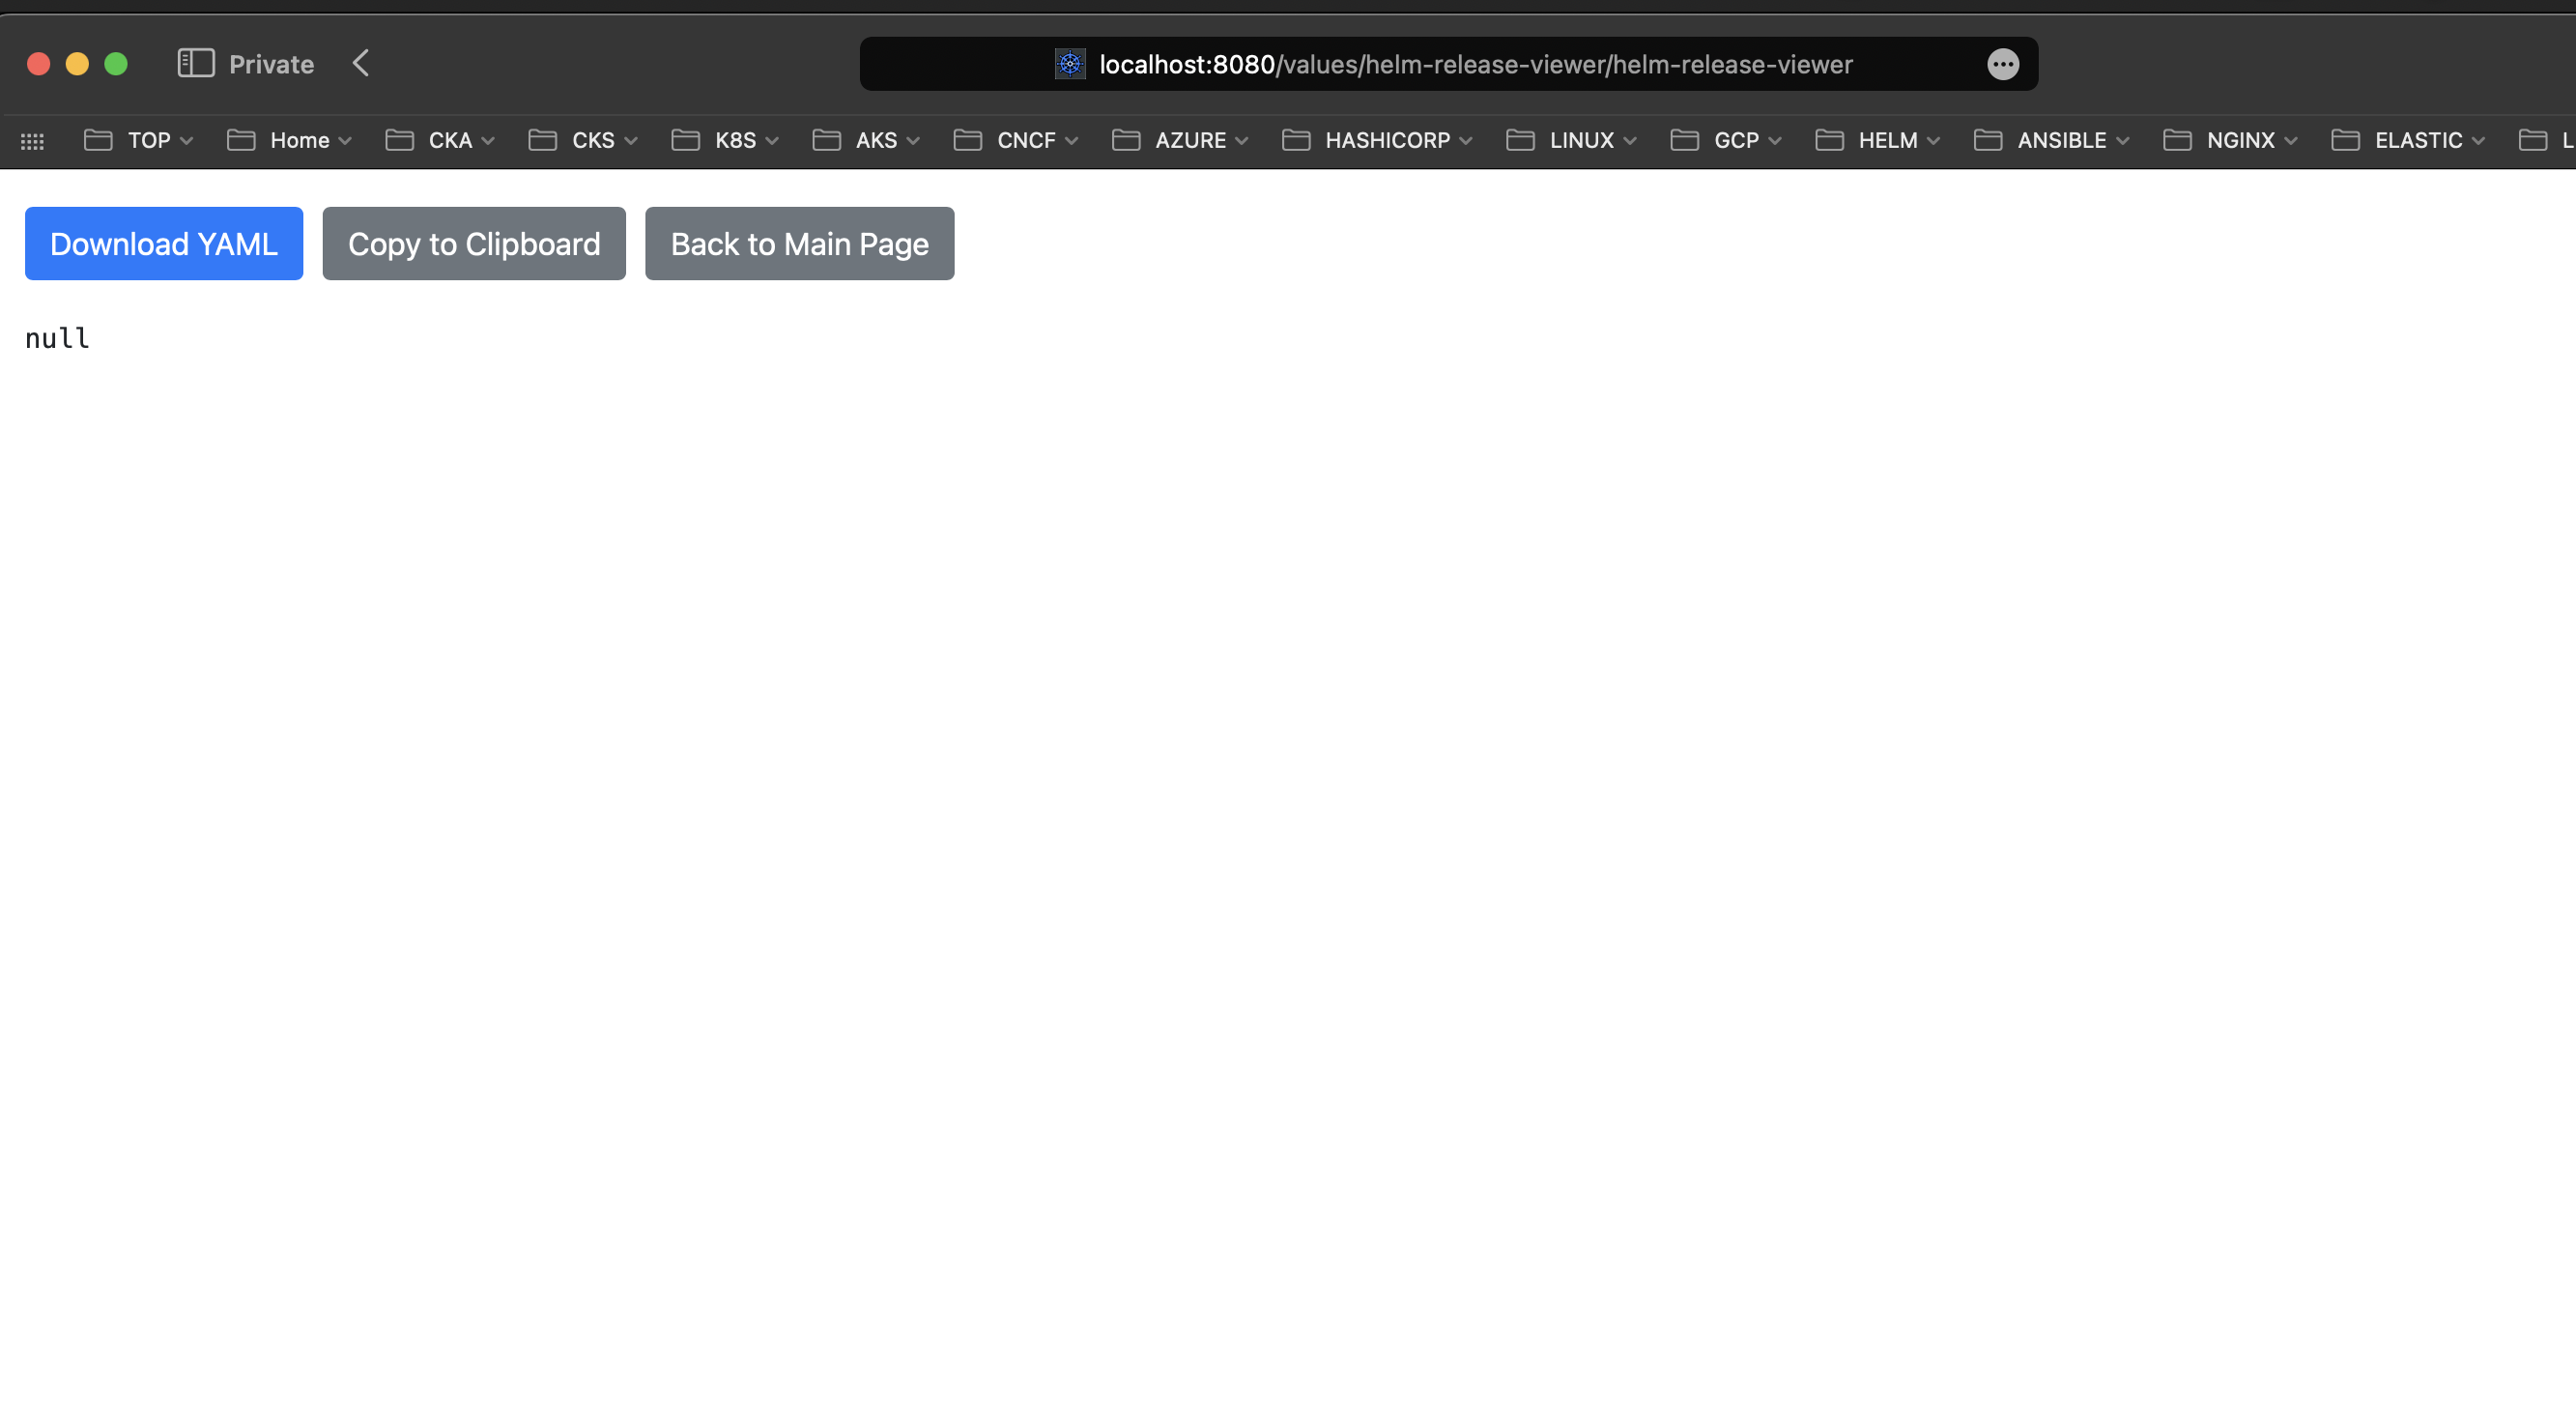 Private
localhost:8080/values/helm-release-viewer/helm-release-viewer
TOP Home CKA CKS K8S AKS CNCF AZURE HASHICORP LINUX GCP HELM ANSIBLE NGINX ELASTIC
Download YAML Copy to Clipboard Back to Main Page
null